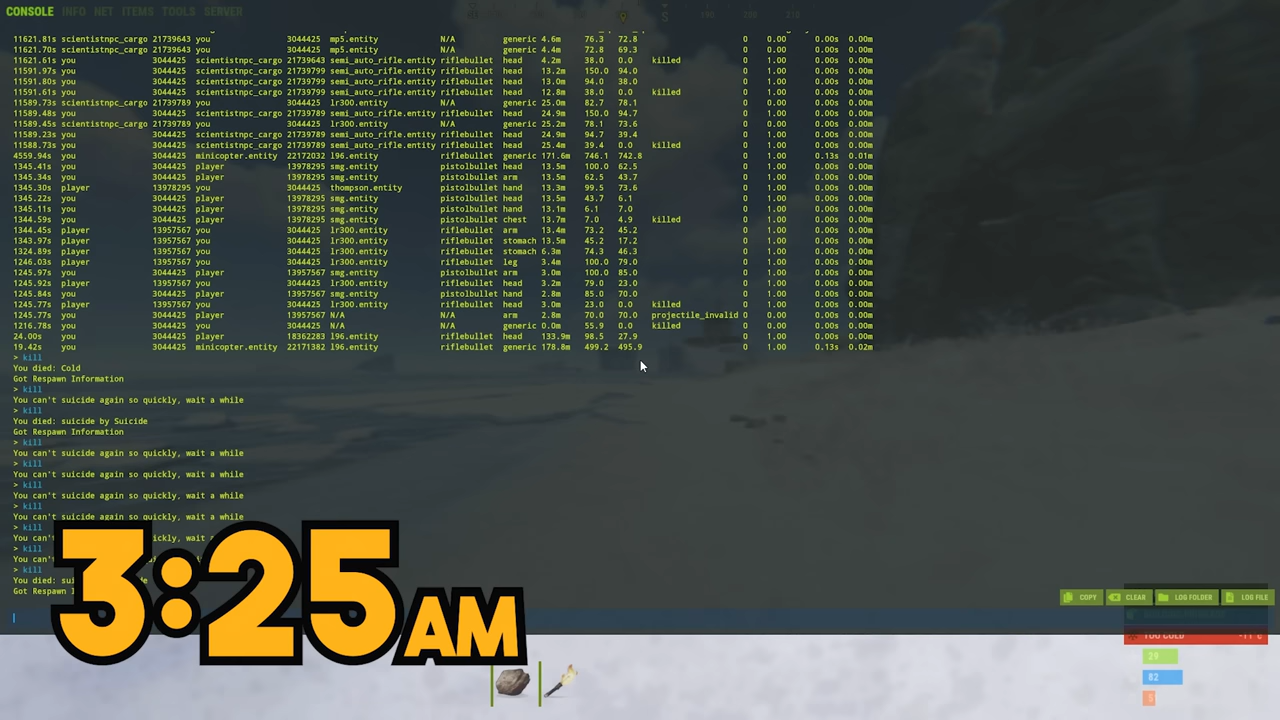 CONSOLE INFO NET ITEMS TOOLS SERVER
11621.81s scientistnpc_cargo 21739643 you 3044425 mp5.entity N/A generic 4.6m 76.3 72.8 0 0.00 0.00s 0.00m
11621.70s scientistnpc_cargo 21739643 you 3044425 mp5.entity N/A generic 4.4m 72.8 69.3 0 0.00 0.00s 0.00m
11621.61s you 3044425 scientistnpc_cargo 21739643 semi_auto_rifle.entity riflebullet head 4.2m 38.0 0.0 killed 0 1.00 0.00s 0.00m
11591.97s you 3044425 scientistnpc_cargo 21739799 semi_auto_rifle.entity riflebullet head 13.2m 150.0 94.0 0 1.00 0.00s 0.00m
11591.80s you 3044425 scientistnpc_cargo 21739799 semi_auto_rifle.entity riflebullet head 13.0m 94.0 38.0 0 1.00 0.00s 0.00m
11591.61s you 3044425 scientistnpc_cargo 21739799 semi_auto_rifle.entity riflebullet head 12.8m 38.0 0.0 killed 0 1.00 0.00s 0.00m
11589.73s scientistnpc_cargo 21739789 you 3044425 lr300.entity N/A generic 25.0m 82.7 78.1 0 0.00 0.00s 0.00m
11589.48s you 3044425 scientistnpc_cargo 21739789 semi_auto_rifle.entity riflebullet head 24.9m 150.0 94.7 0 1.00 0.00s 0.00m
11589.45s scientistnpc_cargo 21739789 you 3044425 lr300.entity N/A generic 25.2m 78.1 73.6 0 0.00 0.00s 0.00m
11589.23s you 3044425 scientistnpc_cargo 21739789 semi_auto_rifle.entity riflebullet head 24.9m 94.7 39.4 0 1.00 0.00s 0.00m
11588.73s you 3044425 scientistnpc_cargo 21739789 semi_auto_rifle.entity riflebullet head 25.4m 39.4 0.0 killed 0 1.00 0.00s 0.00m
4559.94s you 3044425 minicopter.entity 22172032 l96.entity riflebullet generic 171.6m 746.1 742.8 0 1.00 0.13s 0.01m
1345.41s you 3044425 player 13978295 smg.entity pistolbullet head 13.5m 100.0 62.5 0 1.00 0.00s 0.00m
1345.34s you 3044425 player 13978295 smg.entity pistolbullet arm 13.5m 62.5 43.7 0 1.00 0.00s 0.00m
1345.30s player 13978295 you 3044425 thompson.entity pistolbullet hand 13.3m 99.5 73.6 0 1.00 0.00s 0.00m
1345.22s you 3044425 player 13978295 smg.entity pistolbullet head 13.5m 43.7 6.1 0 1.00 0.00s 0.00m
1345.11s you 3044425 player 13978295 smg.entity pistolbullet hand 13.1m 6.1 7.0 0 1.00 0.00s 0.00m
1344.59s you 3044425 player 13978295 smg.entity pistolbullet chest 13.7m 7.0 4.9 killed 0 1.00 0.00s 0.00m
1344.45s player 13957567 you 3044425 lr300.entity riflebullet arm 13.4m 73.2 45.2 0 1.00 0.00s 0.00m
1343.97s player 13957567 you 3044425 lr300.entity riflebullet stomach 13.5m 45.2 17.2 0 1.00 0.00s 0.00m
1324.89s player 13957567 you 3044425 lr300.entity riflebullet stomach 6.3m 74.3 46.3 0 1.00 0.00s 0.00m
1246.03s player 13957567 you 3044425 lr300.entity riflebullet leg 3.4m 100.0 79.0 0 1.00 0.00s 0.00m
1245.97s you 3044425 player 13957567 smg.entity pistolbullet arm 3.0m 100.0 85.0 0 1.00 0.00s 0.00m
1245.92s player 13957567 you 3044425 lr300.entity riflebullet head 3.2m 79.0 23.0 0 1.00 0.00s 0.00m
1245.84s you 3044425 player 13957567 smg.entity pistolbullet hand 2.8m 85.0 70.0 0 1.00 0.00s 0.00m
1245.77s player 13957567 you 3044425 lr300.entity riflebullet head 3.0m 23.0 0.0 killed 0 1.00 0.00s 0.00m
1245.77s you 3044425 player 13957567 N/A N/A arm 2.8m 70.0 70.0 projectile_invalid 0 1.00 0.00s 0.00m
1216.78s you 3044425 you 3044425 N/A N/A generic 0.0m 55.9 0.0 killed 0 1.00 0.00s 0.00m
24.00s you 3044425 player 18362283 l96.entity riflebullet head 133.9m 98.5 27.9 0 1.00 0.00s 0.00m
19.42s you 3044425 minicopter.entity 22171382 l96.entity riflebullet generic 178.8m 499.2 495.9 0 1.00 0.13s 0.02m
> kill
You died: Cold
Got Respawn Information
> kill
You can't suicide again so quickly, wait a while
> kill
You died: suicide by Suicide
Got Respawn Information
> kill
You can't suicide again so quickly, wait a while
> kill
You can't suicide again so quickly, wait a while
> kill
You can't suicide again so quickly, wait a while
> kill
You can't suicide again so quickly, wait a while
> kill
You can't
> kill
You can't
> kill
You died:
Got Respawn
3:25AM
COPY CLEAR LOG FOLDER LOG FILE
YOU COLD -11°C
29
82
5